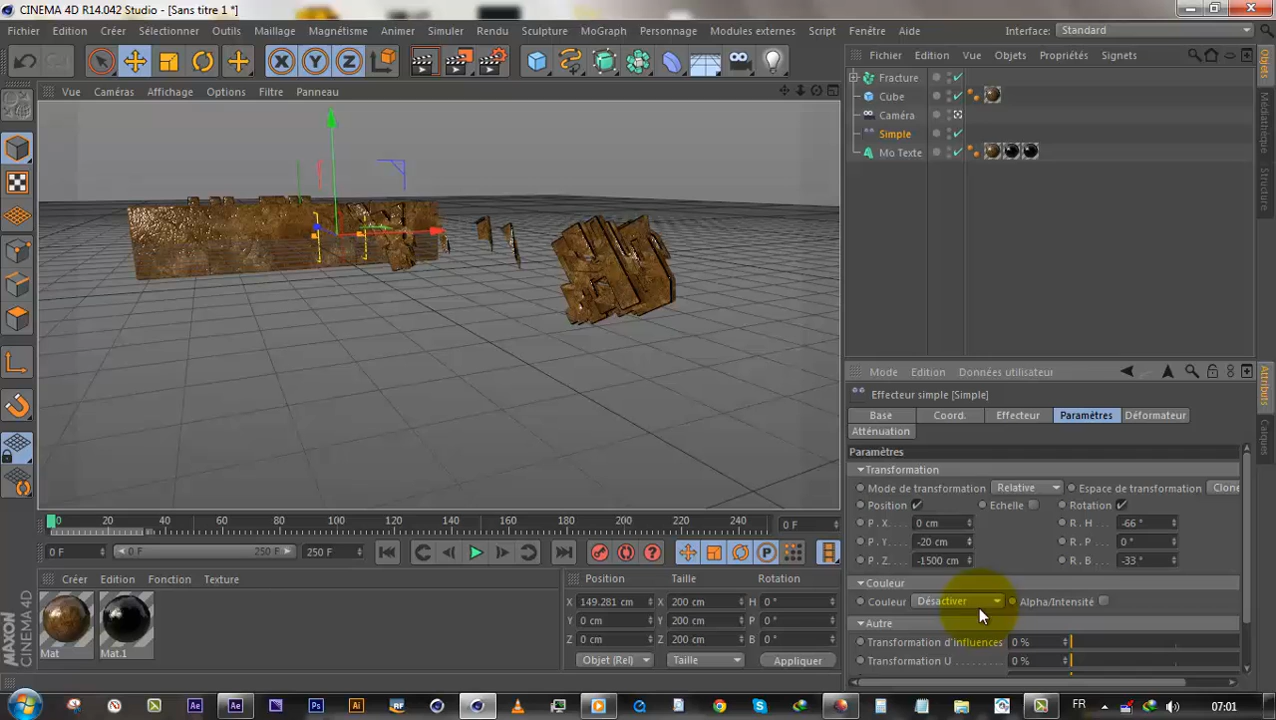 CINEMA 4D R14.042 Studio - [Sans titre 1 *]
Fichier Edition Créer Sélectionner Outils Maillage Magnétisme Animer Simuler Rendu Sculpture MoGraph Personnage Modules externes Script Fenêtre Aide Interface: Standard
Fichier Edition Vue Objets Propriétés Signets
Vue Caméras Affichage Options Filtre Panneau
Fracture
Cube
Caméra
Simple
Mo Texte
Objets
Médiathèque
Structure
Mode Edition Données utilisateur
Effecteur simple [Simple]
Base Coord. Effecteur Paramètres Déformateur
Atténuation
Paramètres
Transformation
Mode de transformation Relative Espace de transformation Clone
Position Echelle Rotation
P . X 0 cm R . H -66 °
P . Y -20 cm R . P 0 °
P . Z -1500 cm R . B -33 °
Couleur
Couleur Désactiver Alpha/Intensité
Autre
Transformation d'influences 0 %
Transformation U 0 %
Attributs
Calques
0 20 40 60 80 100 120 140 160 180 200 220 240 0 F
0 F 0 F 250 F 250 F
Créer Edition Fonction Texture
Mat Mat.1
Position Taille Rotation
X 149.281 cm X 200 cm H 0 °
Y 0 cm Y 200 cm P 0 °
Z 0 cm Z 200 cm B 0 °
Objet (Rel) Taille Appliquer
MAXON
CINEMA 4D
FR 07:01